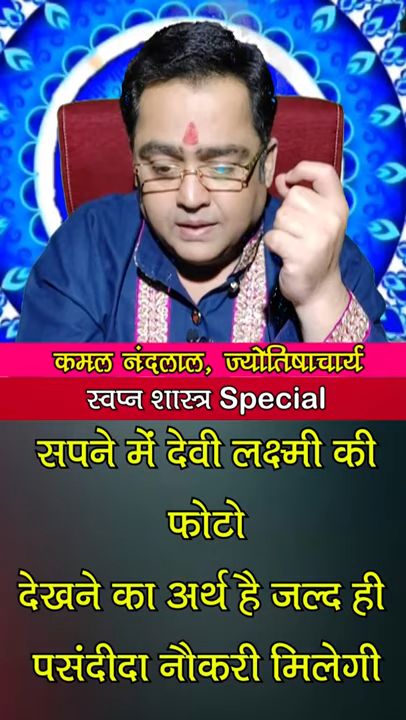 कमल नंदलाल, ज्योतिषाचार्य
स्वप्न शास्त्र Special
सपने में देवी लक्ष्मी की
फोटो
देखने का अर्थ है जल्द ही
पसंदीदा नौकरी मिलेगी